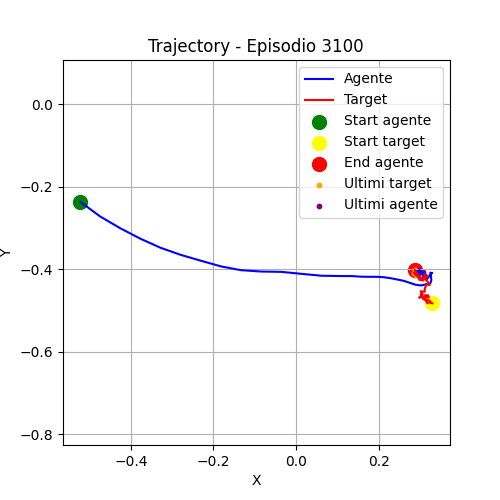 Trajectory - Episodio 3100
Agente
Target
Start agente
Start target
End agente
Ultimi target
Ultimi agente
0.0
−0.2
−0.4
−0.6
−0.8
Y
−0.4
−0.2
0.0
0.2
X